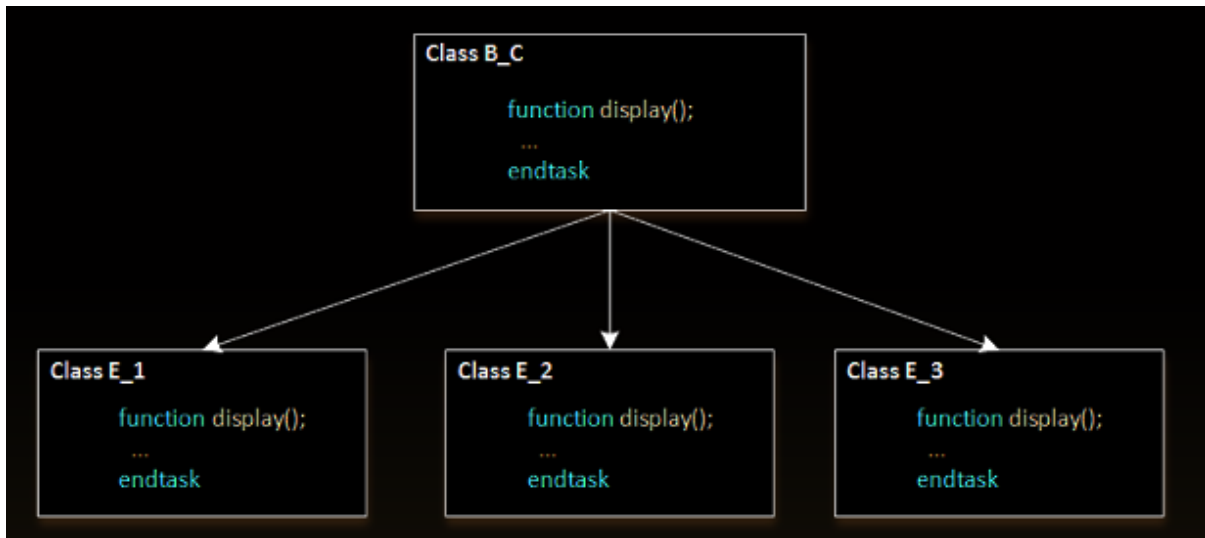 Class B_C
function display();
...
endtask
Class E_1
function display();
...
endtask
Class E_2
function display();
...
endtask
Class E_3
function display();
...
endtask